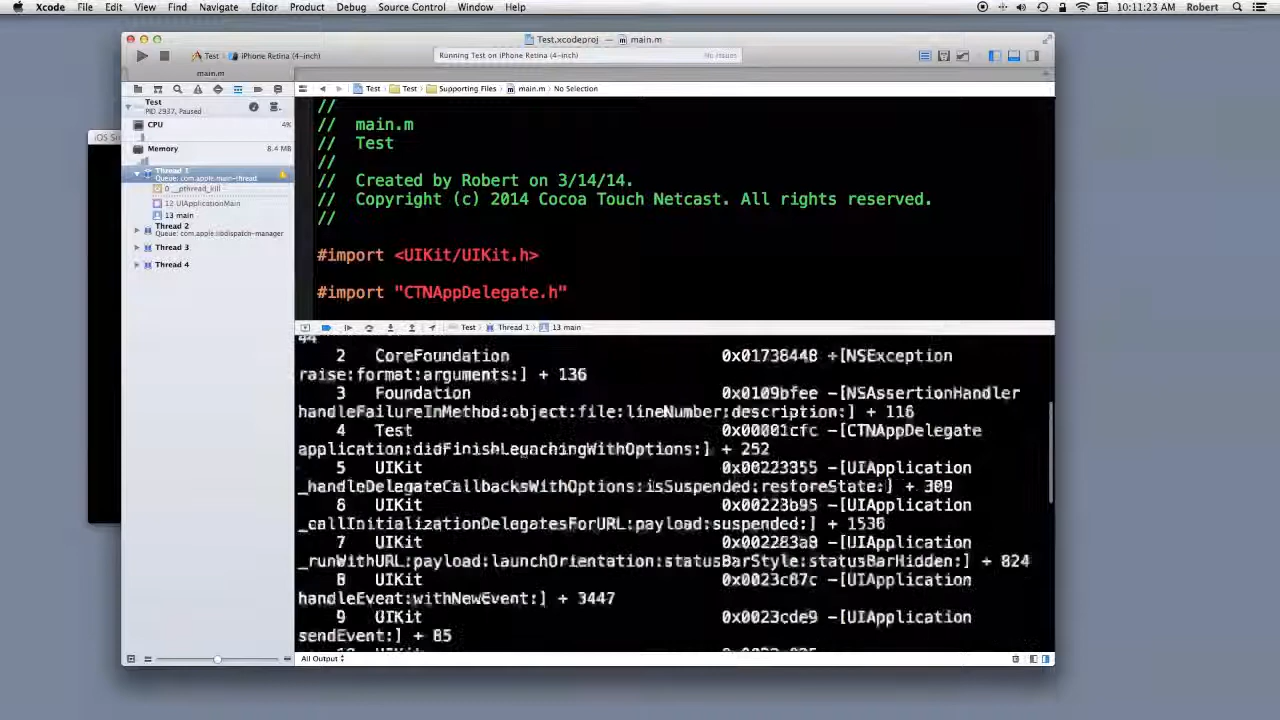 Xcode File Edit View Find Navigate Editor Product Debug Source Control Window Help 10:11:23 AM Robert
Test.xcodeproj — main.m
Test iPhone Retina (4-inch) Running Test on iPhone Retina (4-inch) No Issues
main.m
Test Test Supporting Files main.m No Selection
Test
PID 2937, Paused
CPU 4%
Memory 8.4 MB
Thread 1
Queue: com.apple.main-thread
0 __pthread_kill
12 UIApplicationMain
13 main
Thread 2
Queue: com.apple.libdispatch-manager
Thread 3
Thread 4
iOS
//
// main.m
// Test
//
// Created by Robert on 3/14/14.
// Copyright (c) 2014 Cocoa Touch Netcast. All rights reserved.
//
#import <UIKit/UIKit.h>
#import "CTNAppDelegate.h"
Test Thread 1 13 main
44
2 CoreFoundation 0x01738448 +[NSException
raise:format:arguments:] + 136
3 Foundation 0x0109bfee -[NSAssertionHandler
handleFailureInMethod:object:file:lineNumber:description:] + 116
4 Test -[CTNAppDelegate
application:didFinishLaunchingWithOptions:] + 252
5 UIKit 0x00223355 -[UIApplication
_handleDelegateCallbacksWithOptions:isSuspended:restoreState:] + 309
6 UIKit 0x00223b95 -[UIApplication
_callInitializationDelegatesForURL:payload:suspended:] + 1536
7 UIKit 0x002283a8 -[UIApplication
_runWithURL:payload:launchOrientation:statusBarStyle:statusBarHidden:] + 824
8 UIKit 0x0023c87c -[UIApplication
handleEvent:withNewEvent:] + 3447
9 UIKit 0x0023cde9 -[UIApplication
sendEvent:] + 85
UIKit
All Output